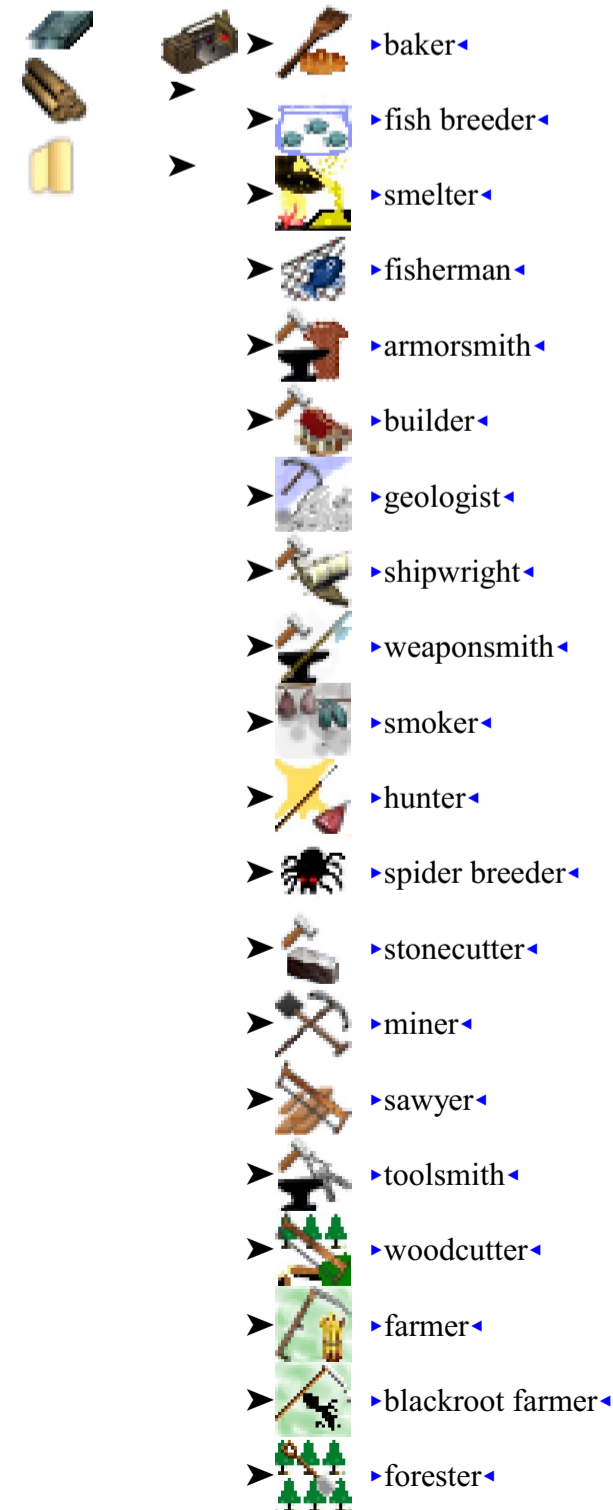 ➤ ▸baker◂
➤
➤ ▸fish breeder◂
➤
➤ ▸smelter◂
➤ ▸fisherman◂
➤ ▸armorsmith◂
➤ ▸builder◂
➤ ▸geologist◂
➤ ▸shipwright◂
➤ ▸weaponsmith◂
➤ ▸smoker◂
➤ ▸hunter◂
➤ ▸spider breeder◂
➤ ▸stonecutter◂
➤ ▸miner◂
➤ ▸sawyer◂
➤ ▸toolsmith◂
➤ ▸woodcutter◂
➤ ▸farmer◂
➤ ▸blackroot farmer◂
➤ ▸forester◂